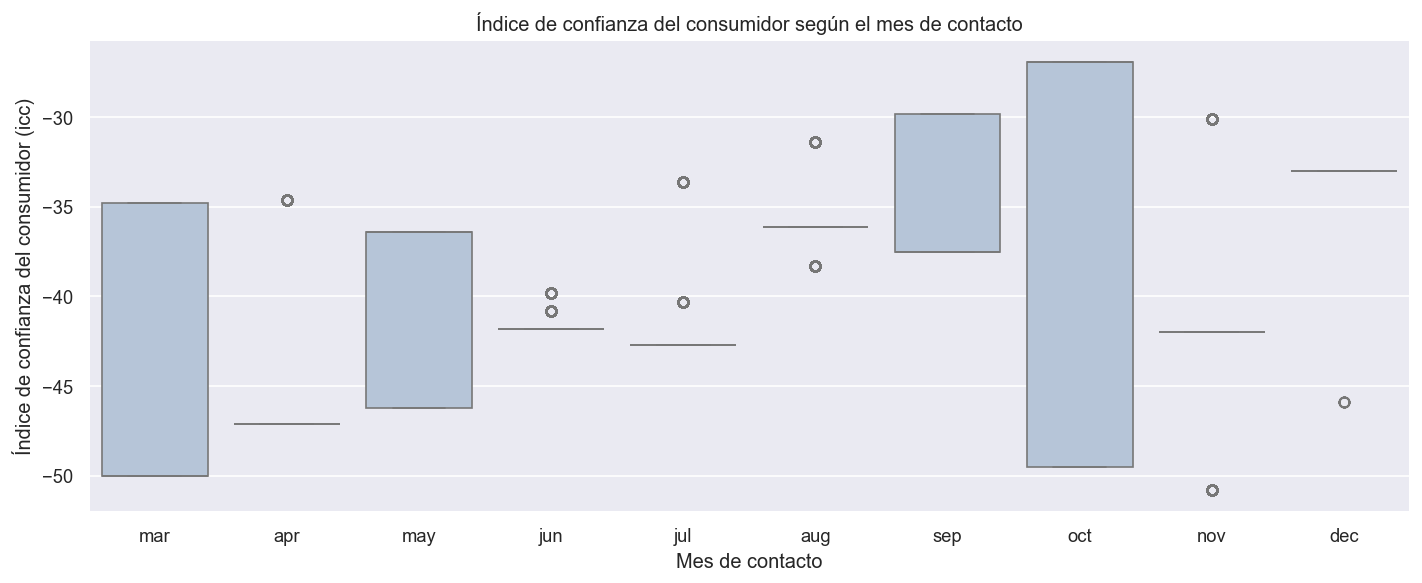 Índice de confianza del consumidor según el mes de contacto
Índice de confianza del consumidor (icc)
−30
−35
−40
−45
−50
mar apr may jun jul aug sep oct nov dec
Mes de contacto